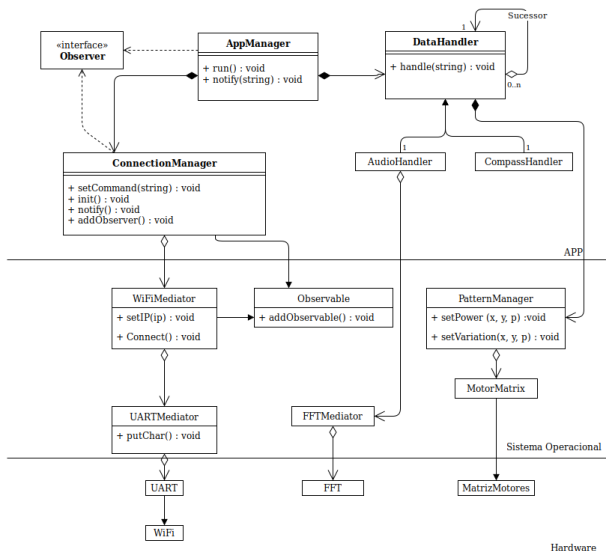 Sucessor
1
«interface»
Observer
AppManager
+ run() : void
+ notify(string) : void
DataHandler
+ handle(string) : void
0..n
1
1
AudioHandler
CompassHandler
ConnectionManager
+ setCommand(string) : void
+ init() : void
+ notify() : void
+ addObserver() : void
APP
WiFiMediator
+ setIP(ip) : void
+ Connect() : void
Observable
+ addObservable() : void
PatternManager
+ setPower (x, y, p) :void
+ setVariation(x, y, p) : void
MotorMatrix
UARTMediator
+ putChar() : void
FFTMediator
Sistema Operacional
UART
FFT
MatrizMotores
WiFi
Hardware